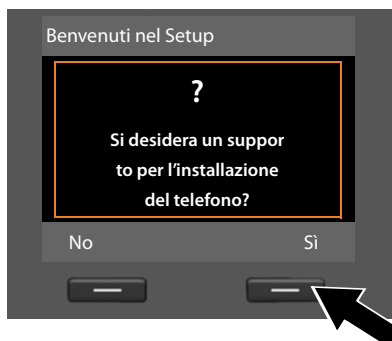 Benvenuti nel Setup
?
Si desidera un suppor
to per l’installazione
del telefono?
No Sì